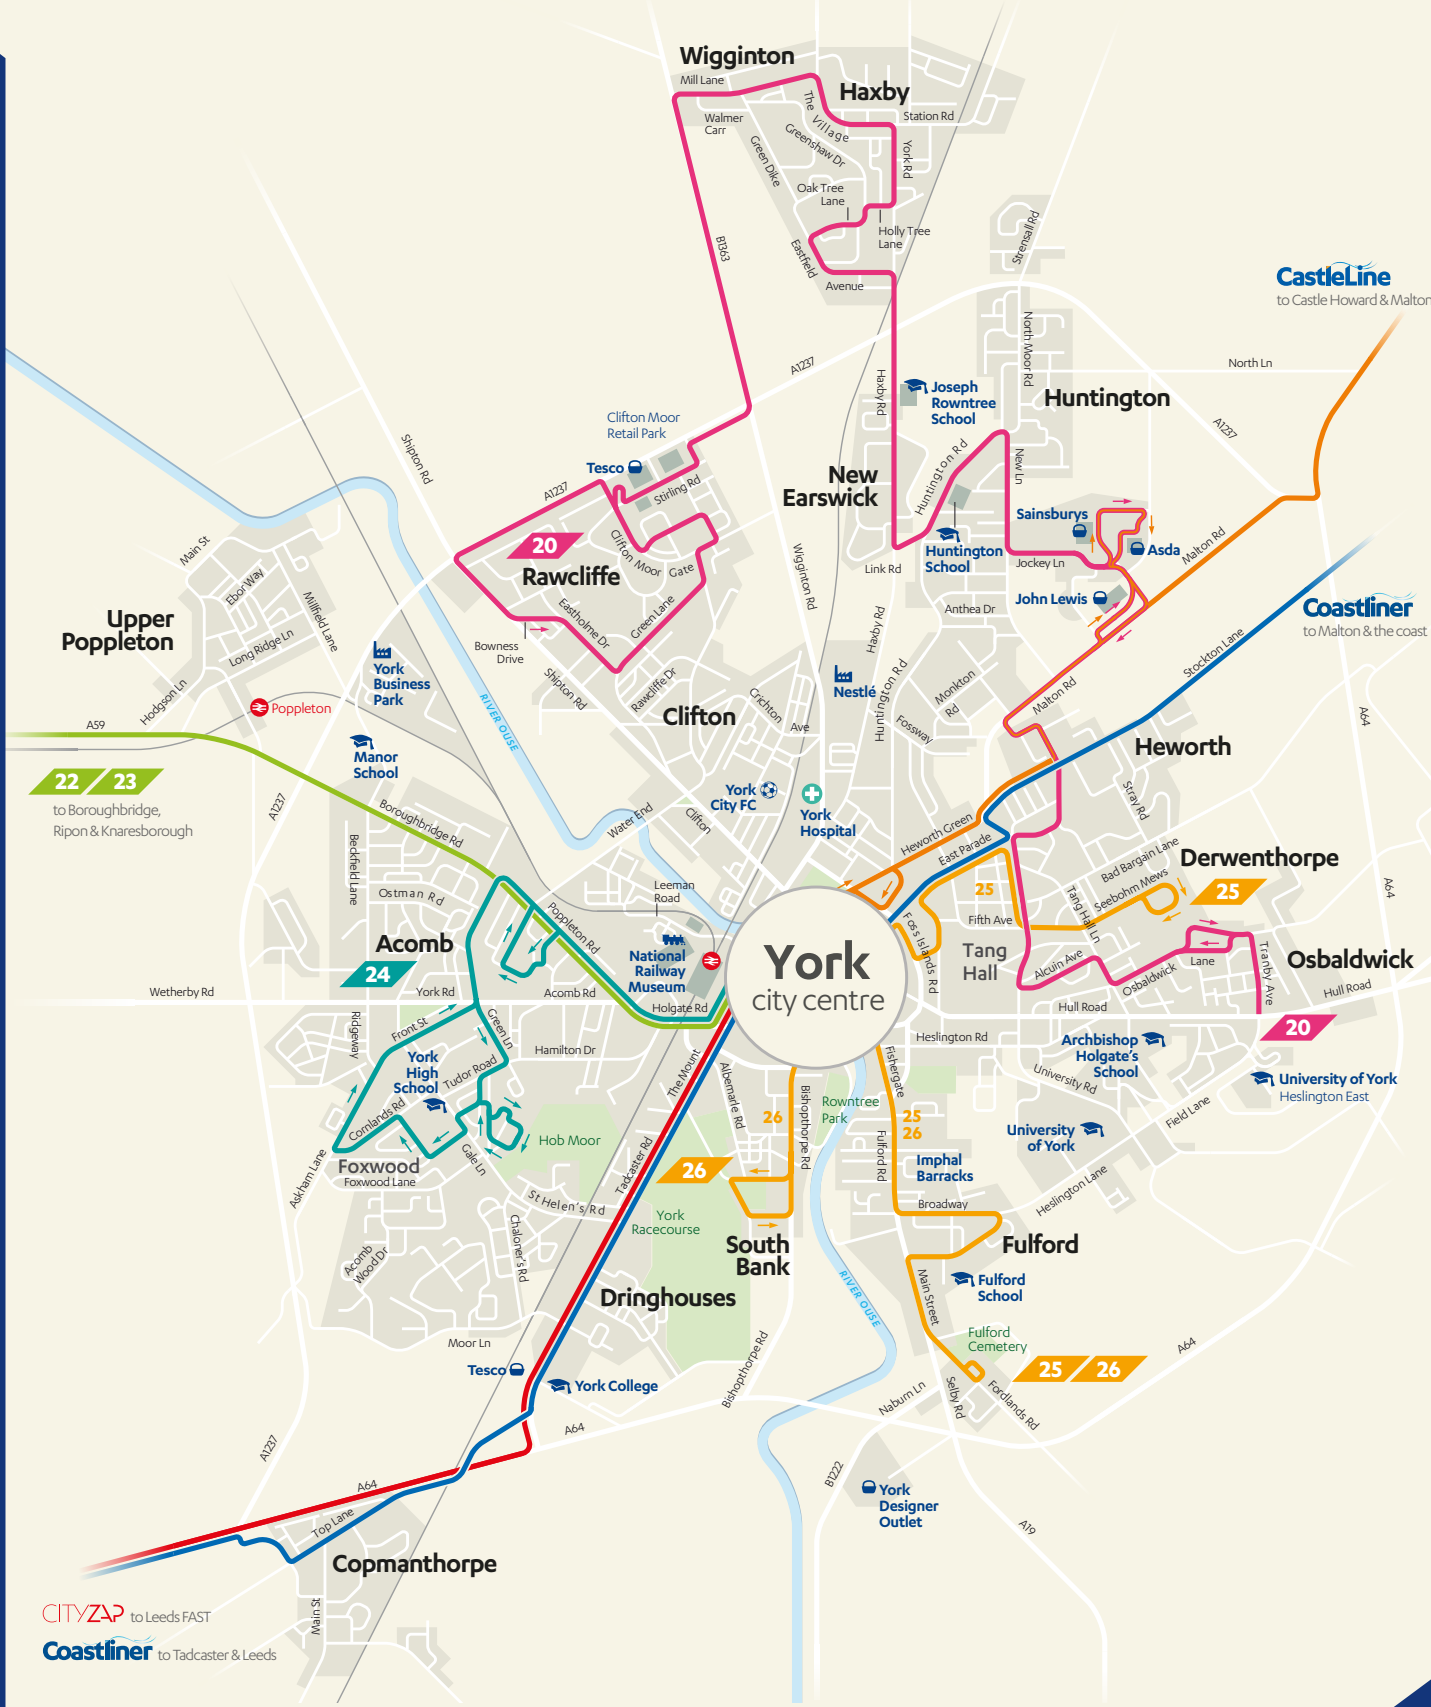 Wigginton
Mill Lane
Haxby
Walmer
Carr
The Village
Station Rd
Greenshaw Dr
Green Dike
York Rd
Oak Tree
Lane
Holly Tree
Lane
Eastfield
Avenue
B1363
Strensall Rd
CastleLine
to Castle Howard & Malton
A1237
North Moor Rd
North Ln
Haxby Rd
Joseph
Rowntree
School
Huntington
A1237
Clifton Moor
Retail Park
Shipton Rd
Tesco
A1237
Stirling Rd
New
Earswick
Huntington Rd
New Ln
Sainsburys
Asda
Malton Rd
Main St
20
Rawcliffe
Clifton Moor Gate
Wigginton Rd
Huntington
School
Link Rd
Jockey Ln
John Lewis
Coastliner
to Malton & the coast
Ebor Way
Millfield Lane
Upper
Poppleton
Long Ridge Ln
Eastholme Dr
Green Lane
Haxby Rd
Anthea Dr
Stockton Lane
Bowness
Drive
York
Business
Park
Hodgson Ln
Poppleton
Shipton Rd
Rawcliffe Dr
Nestlé
Huntington Rd
Monkton
Rd
Malton Rd
RIVER OUSE
Clifton
Crichton
Ave
Fossway
A64
A59
Manor
School
Heworth
22 / 23
to Boroughbridge,
Ripon & Knaresborough
A1237
Boroughbridge Rd
Water End
Clifton
York
City FC
York
Hospital
Stray Rd
Heworth Green
East Parade
Beckfield Lane
Bad Bargain Lane
Derwenthorpe
Seebohm Mews
25
25
A64
Ostman Rd
Leeman
Road
Poppleton Rd
Tang Hall Ln
Foss Islands Rd
Fifth Ave
Acomb
24
National
Railway
Museum
York
city centre
Tang
Hall
Alcuin Ave
Osbaldwick
Lane
Tranby Ave
Osbaldwick
Wetherby Rd
York Rd
Acomb Rd
Holgate Rd
Hull Road
Hull Road
20
Ridgeway
Front St
Green Ln
York
High
School
Tudor Road
Hamilton Dr
The Mount
Albemarle Rd
Heslington Rd
Fishergate
Archbishop
Holgate's
School
University Rd
University of York
Heslington East
Cornlands Rd
26
Bishopthorpe Rd
Rowntree
Park
25
26
Field Lane
University
of York
Hob Moor
Gale Ln
Foxwood
Foxwood Lane
Askham Lane
Tadcaster Rd
26
Fulford Rd
Imphal
Barracks
St Helen's Rd
Broadway
Heslington Lane
Chaloner's Rd
York
Racecourse
South
Bank
Fulford
Acomb
Wood Dr
RIVER OUSE
Main Street
Fulford
School
Dringhouses
Moor Ln
Fulford
Cemetery
25 / 26
A64
Tesco
York College
Bishopthorpe Rd
Naburn Ln
Selby Rd
Fordlands Rd
A64
A1237
A64
B1222
York
Designer
Outlet
A19
Top Lane
Copmanthorpe
Main St
CITYZAP to Leeds FAST
Coastliner to Tadcaster & Leeds